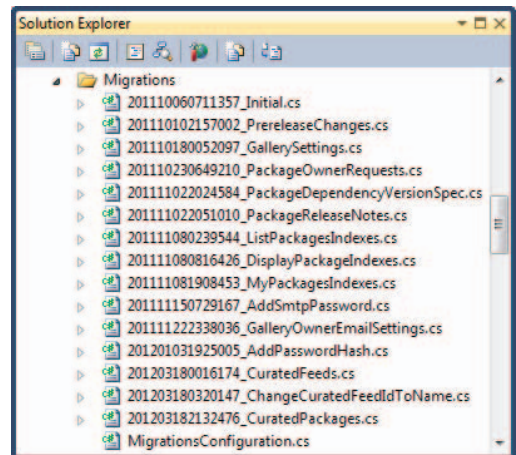 Solution Explorer
Migrations
201110060711357_Initial.cs
201110102157002_PrereleaseChanges.cs
201110180052097_GallerySettings.cs
201110230649210_PackageOwnerRequests.cs
201111022024584_PackageDependencyVersionSpec.cs
201111022051010_PackageReleaseNotes.cs
201111080239544_ListPackagesIndexes.cs
201111080816426_DisplayPackageIndexes.cs
201111081908453_MyPackagesIndexes.cs
201111150729167_AddSmtpPassword.cs
201111222338036_GalleryOwnerEmailSettings.cs
201201031925005_AddPasswordHash.cs
201203180016174_CuratedFeeds.cs
201203180320147_ChangeCuratedFeedIdToName.cs
201203182132476_CuratedPackages.cs
MigrationsConfiguration.cs